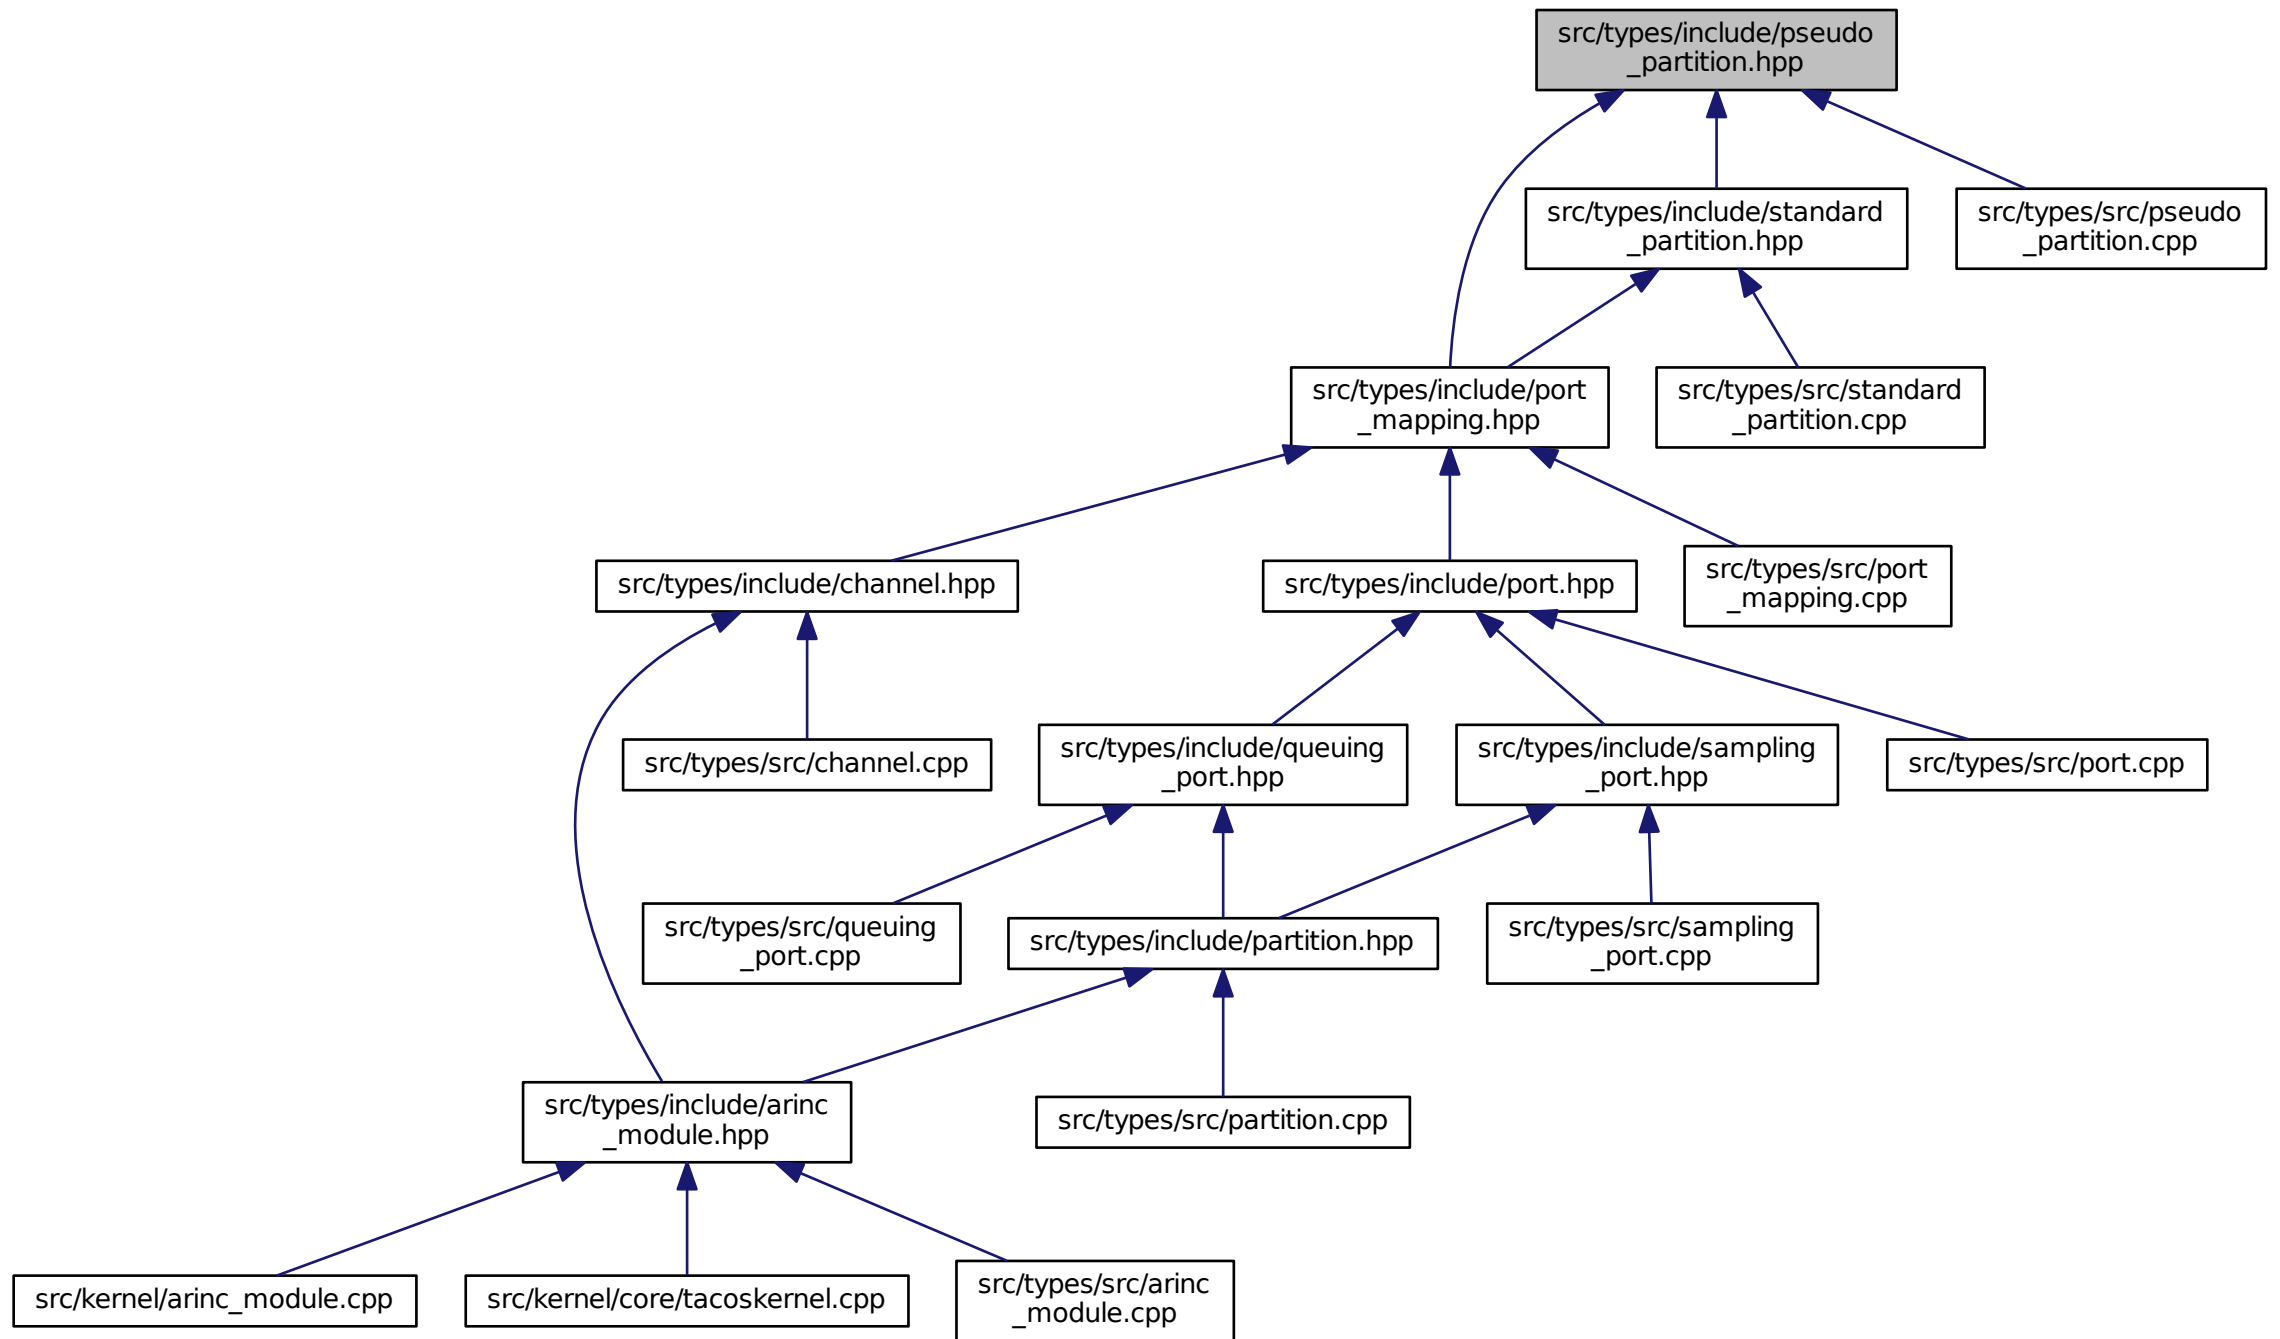 src/types/include/pseudo
_partition.hpp
src/types/include/standard
_partition.hpp
src/types/src/pseudo
_partition.cpp
src/types/include/port
_mapping.hpp
src/types/src/standard
_partition.cpp
src/types/include/channel.hpp
src/types/include/port.hpp
src/types/src/port
_mapping.cpp
src/types/src/channel.cpp
src/types/include/queuing
_port.hpp
src/types/include/sampling
_port.hpp
src/types/src/port.cpp
src/types/src/queuing
_port.cpp
src/types/include/partition.hpp
src/types/src/sampling
_port.cpp
src/types/include/arinc
_module.hpp
src/types/src/partition.cpp
src/kernel/arinc_module.cpp
src/kernel/core/tacoskernel.cpp
src/types/src/arinc
_module.cpp